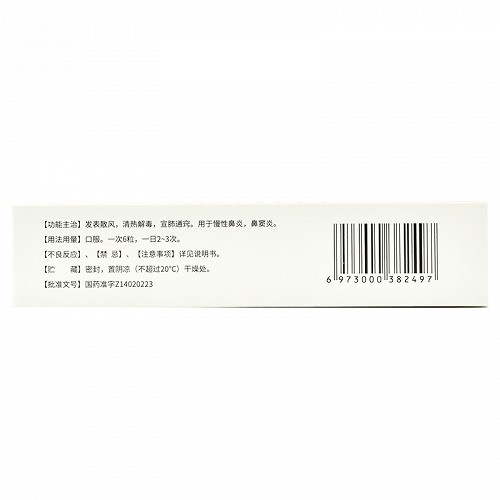 【功能主治】发表散风，清热解毒，宣肺通窍。用于慢性鼻炎，鼻窦炎。
【用法用量】口服。一次6粒，一日2~3次。
【不良反应】、【禁 忌】、【注意事项】详见说明书。
【贮 藏】密封，置阴凉（不超过20℃）干燥处。
【批准文号】国药准字Z14020223
6 973000 382497